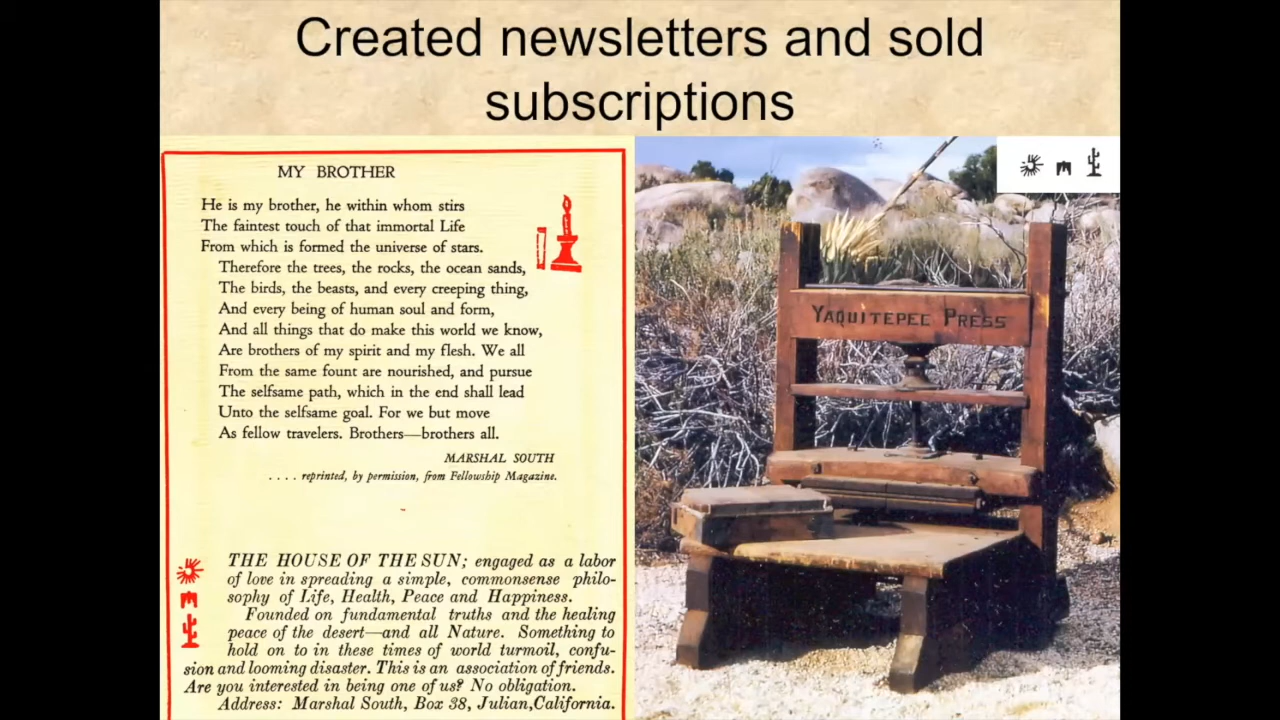 Created newsletters and sold
subscriptions
MY BROTHER
He is my brother, he within whom stirs
The faintest touch of that immortal Life
From which is formed the universe of stars.
Therefore the trees, the rocks, the ocean sands,
The birds, the beasts, and every creeping thing,
And every being of human soul and form,
And all things that do make this world we know,
Are brothers of my spirit and my flesh. We all
From the same fount are nourished, and pursue
The selfsame path, which in the end shall lead
Unto the selfsame goal. For we but move
As fellow travelers. Brothers—brothers all.
MARSHAL SOUTH
. . . . reprinted, by permission, from Fellowship Magazine.
THE HOUSE OF THE SUN; engaged as a labor
of love in spreading a simple, commonsense philo-
sophy of Life, Health, Peace and Happiness.
Founded on fundamental truths and the healing
peace of the desert—and all Nature. Something to
hold on to in these times of world turmoil, confu-
sion and looming disaster. This is an association of friends.
Are you interested in being one of us? No obligation.
Address: Marshal South, Box 38, Julian,California.
YAQUITEPEC PRESS